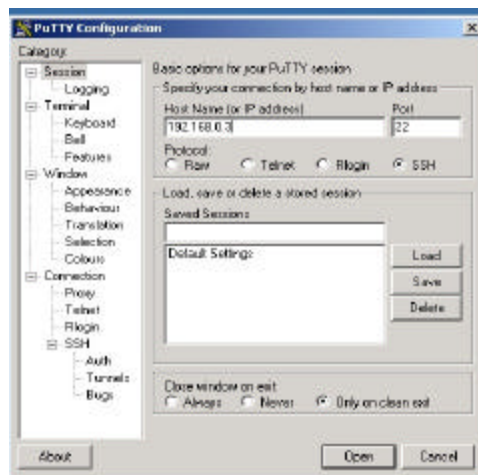 PuTTY Configuration
Category:
Session
Logging
Terminal
Keyboard
Bell
Features
Window
Appearance
Behaviour
Translation
Selection
Colours
Connection
Proxy
Telnet
Rlogin
SSH
Auth
Tunnels
Bugs
Basic options for your PuTTY session
Specify your connection by host name or IP address
Host Name (or IP address) Port
192.168.0.3 22
Protocol:
Raw Telnet Rlogin SSH
Load, save or delete a stored session
Saved Sessions
Default Settings
Load
Save
Delete
Close window on exit:
Always Never Only on clean exit
About Open Cancel